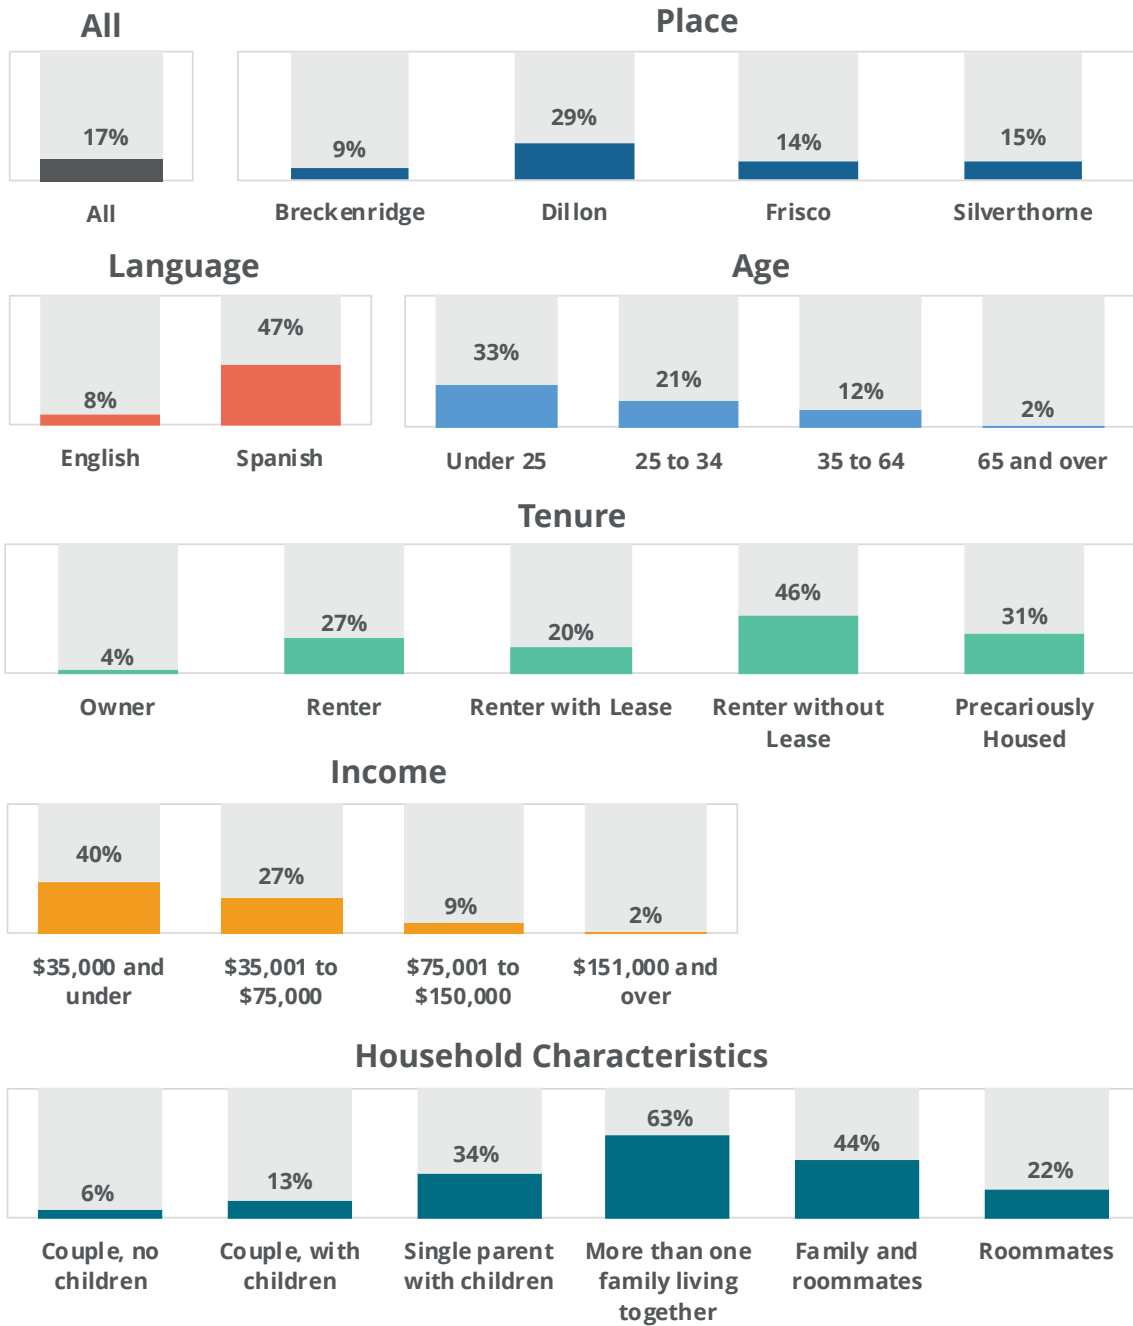 All
17%
All
Place
9%
29%
14%
15%
Breckenridge
Dillon
Frisco
Silverthorne
Language
8%
47%
English
Spanish
Age
33%
21%
12%
2%
Under 25
25 to 34
35 to 64
65 and over
Tenure
4%
27%
20%
46%
31%
Owner
Renter
Renter with Lease
Renter without
Lease
Precariously
Housed
Income
40%
27%
9%
2%
$35,000 and
under
$35,001 to
$75,000
$75,001 to
$150,000
$151,000 and
over
Household Characteristics
6%
13%
34%
63%
44%
22%
Couple, no
children
Couple, with
children
Single parent
with children
More than one
family living
together
Family and
roommates
Roommates